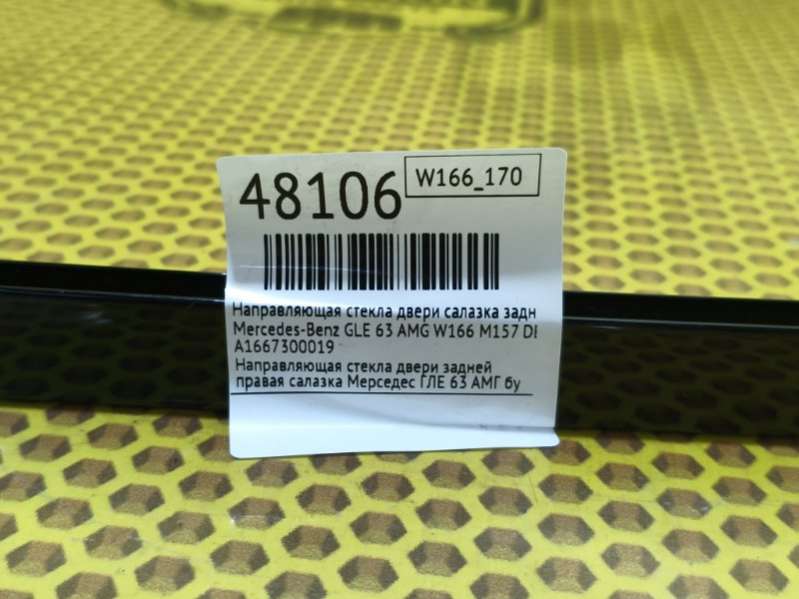 48106
W166_170
Направляющая стекла двери салазка задн
Mercedes-Benz GLE 63 AMG W166 M157 DE
A1667300019
Направляющая стекла двери задней
правая салазка Мерседес ГЛЕ 63 АМГ бу